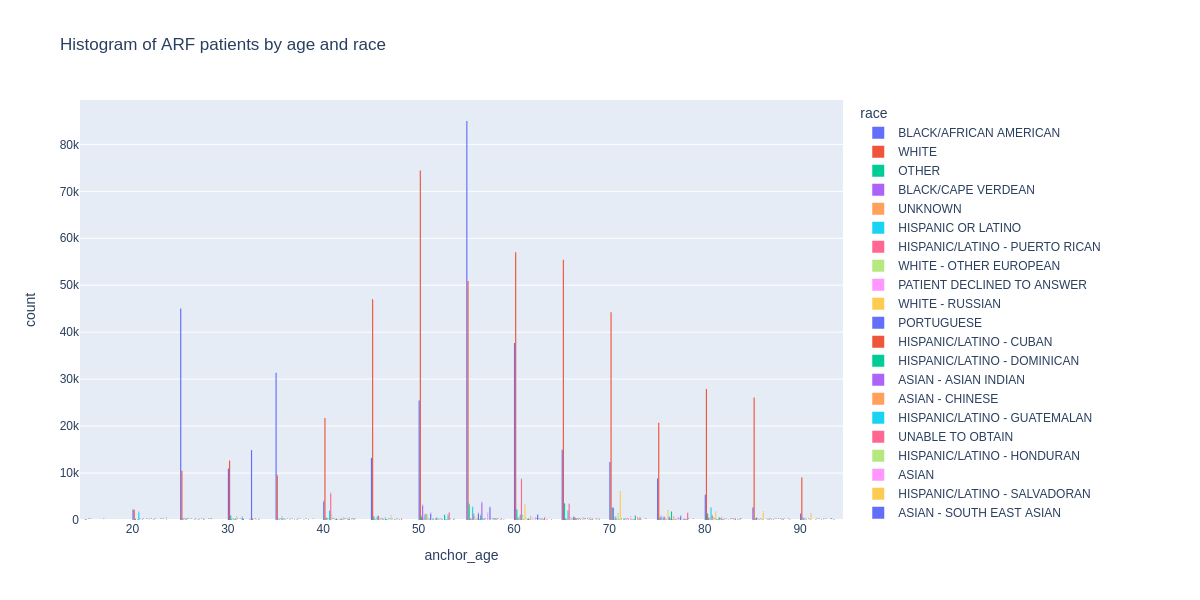 Histogram of ARF patients by age and race
race
BLACK/AFRICAN AMERICAN
WHITE
OTHER
BLACK/CAPE VERDEAN
UNKNOWN
HISPANIC OR LATINO
HISPANIC/LATINO - PUERTO RICAN
WHITE - OTHER EUROPEAN
PATIENT DECLINED TO ANSWER
WHITE - RUSSIAN
PORTUGUESE
HISPANIC/LATINO - CUBAN
HISPANIC/LATINO - DOMINICAN
ASIAN - ASIAN INDIAN
ASIAN - CHINESE
HISPANIC/LATINO - GUATEMALAN
UNABLE TO OBTAIN
HISPANIC/LATINO - HONDURAN
ASIAN
HISPANIC/LATINO - SALVADORAN
ASIAN - SOUTH EAST ASIAN
count
80k
70k
60k
50k
40k
30k
20k
10k
0
20 30 40 50 60 70 80 90
anchor_age